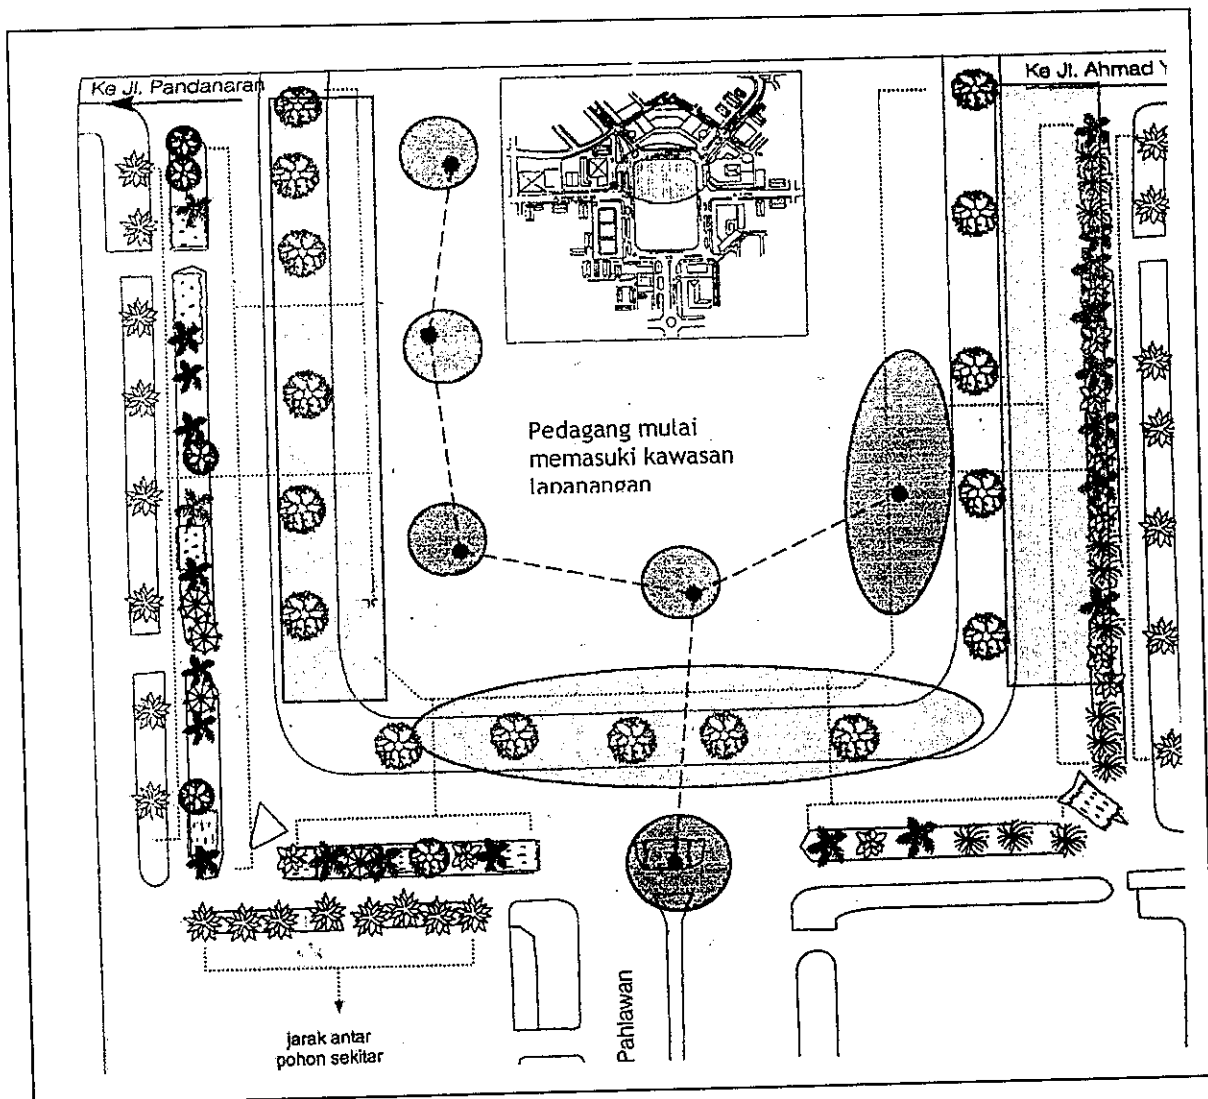 Ke Jl. Pandanaran
Ke Jl. Ahmad Y
Pedagang mulai
memasuki kawasan
lapanangan
Pahlawan
jarak antar
pohon sekitar